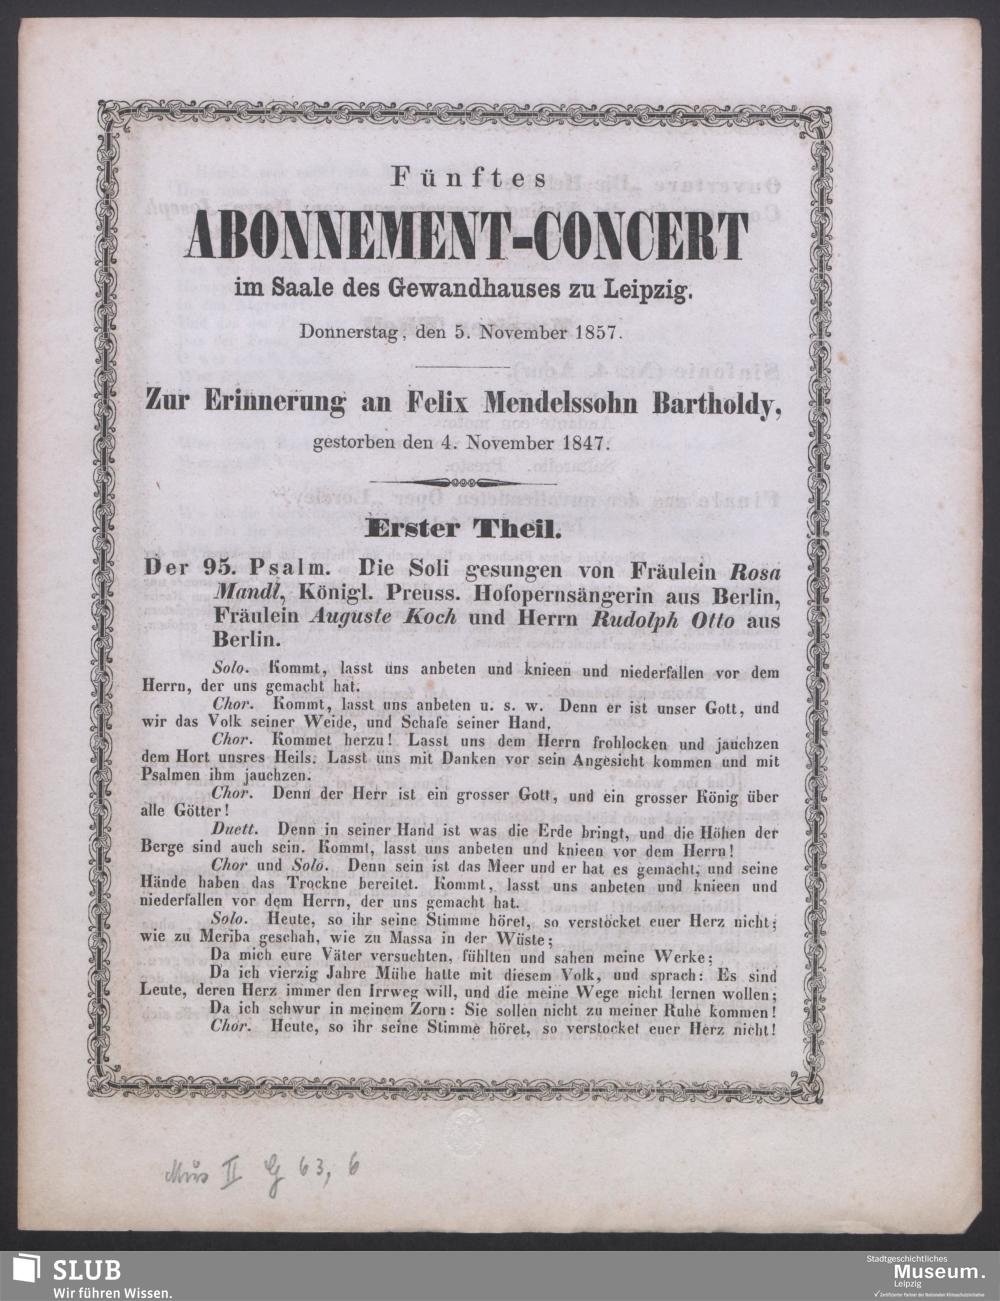 Fünftes
ABONNEMENT-CONCERT
im Saale des Gewandhauses zu Leipzig.
Donnerstag, den 5. November 1857.
Zur Erinnerung an Felix Mendelssohn Bartholdy,
gestorben den 4. November 1847.
Erster Theil.
Der 95. Psalm. Die Soli gesungen von Fräulein Rosa
Mandl, Königl. Preuss. Hofopernsängerin aus Berlin,
Fräulein Auguste Koch und Herrn Rudolph Otto aus
Berlin.
Solo. Kommt, lasst uns anbeten und knieen und niederfallen vor dem
Herrn, der uns gemacht hat.
Chor. Kommt, lasst uns anbeten u. s. w. Denn er ist unser Gott, und
wir das Volk seiner Weide, und Schafe seiner Hand.
Chor. Kommet herzu! Lasst uns dem Herrn frohlocken und jauchzen
dem Hort unsres Heils. Lasst uns mit Danken vor sein Angesicht kommen und mit
Psalmen ihm jauchzen.
Chor. Denn der Herr ist ein grosser Gott, und ein grosser König über
alle Götter!
Duett. Denn in seiner Hand ist was die Erde bringt, und die Höhen der
Berge sind auch sein. Kommt, lasst uns anbeten und knieen vor dem Herrn!
Chor und Solo. Denn sein ist das Meer und er hat es gemacht, und seine
Hände haben das Trockne bereitet. Kommt, lasst uns anbeten und knieen und
niederfallen vor dem Herrn, der uns gemacht hat.
Solo. Heute, so ihr seine Stimme höret, so verstocket euer Herz nicht;
wie zu Meriba geschah, wie zu Massa in der Wüste;
Da mich eure Väter versuchten, fühlten und sahen meine Werke;
Da ich vierzig Jahre Mühe hatte mit diesem Volk, und sprach: Es sind
Leute, deren Herz immer den Irrweg will, und die meine Wege nicht lernen wollen;
Da ich schwur in meinem Zorn: Sie sollen nicht zu meiner Ruhe kommen!
Chor. Heute, so ihr seine Stimme höret, so verstocket euer Herz nicht!
Mus II G 63, 6
SLUB
Wir führen Wissen.
Stadtgeschichtliches
Museum.
Leipzig
Zertifizierter Partner der Nationalen Klimaschutzinitiative